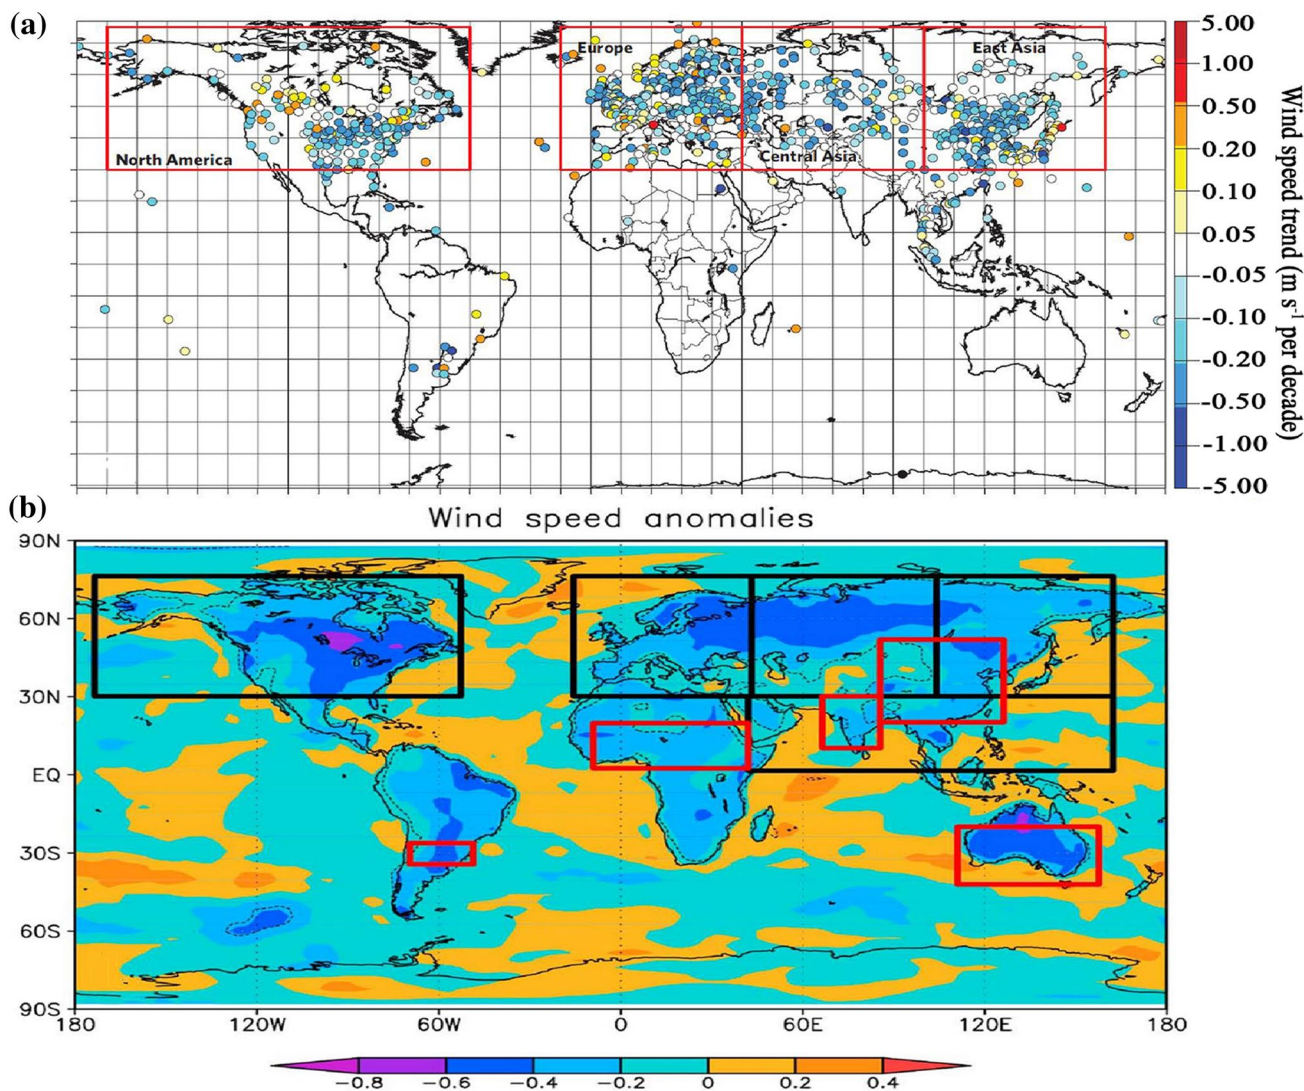 (a)
Europe
East Asia
North America
Central Asia
5.00
1.00
0.50
0.20
0.10
0.05
-0.05
-0.10
-0.20
-0.50
-1.00
-5.00
Wind speed trend (m s⁻¹ per decade)
(b)
Wind speed anomalies
90N
60N
30N
EQ
30S
60S
90S
180 120W 60W 0 60E 120E 180
−0.8 −0.6 −0.4 −0.2 0 0.2 0.4